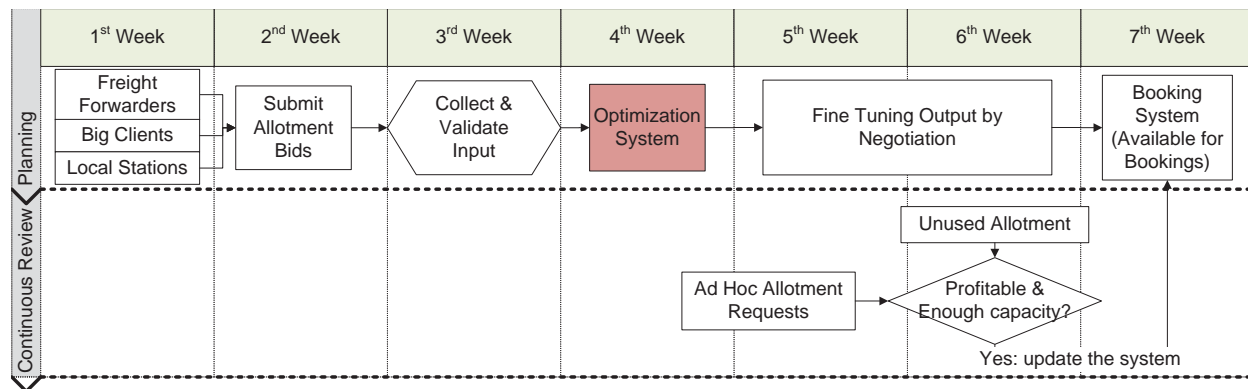 1st Week
2nd Week
3rd Week
4th Week
5th Week
6th Week
7th Week
Planning
Freight
Forwarders
Big Clients
Local Stations
Submit
Allotment
Bids
Collect &
Validate
Input
Optimization
System
Fine Tuning Output by
Negotiation
Booking
System
(Available for
Bookings)
Continuous Review
Unused Allotment
Ad Hoc Allotment
Requests
Profitable &
Enough capacity?
Yes: update the system